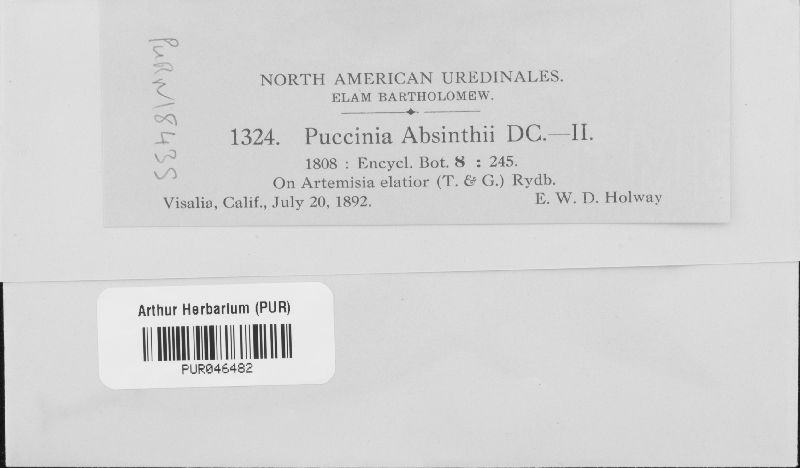 PURN18435
NORTH AMERICAN UREDINALES.
ELAM BARTHOLOMEW.
1324. Puccinia Absinthii DC.—II.
1808 : Encycl. Bot. 8 : 245.
On Artemisia elatior (T. & G.) Rydb.
Visalia, Calif., July 20, 1892. E. W. D. Holway
Arthur Herbarium (PUR)
PUR046482